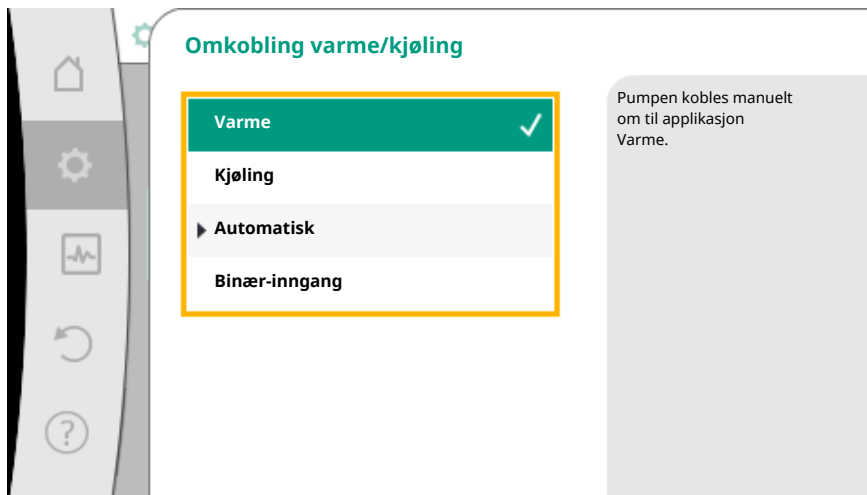 Omkobling varme/kjøling
Varme
Kjøling
Automatisk
Binær-inngang
Pumpen kobles manuelt
om til applikasjon
Varme.
?